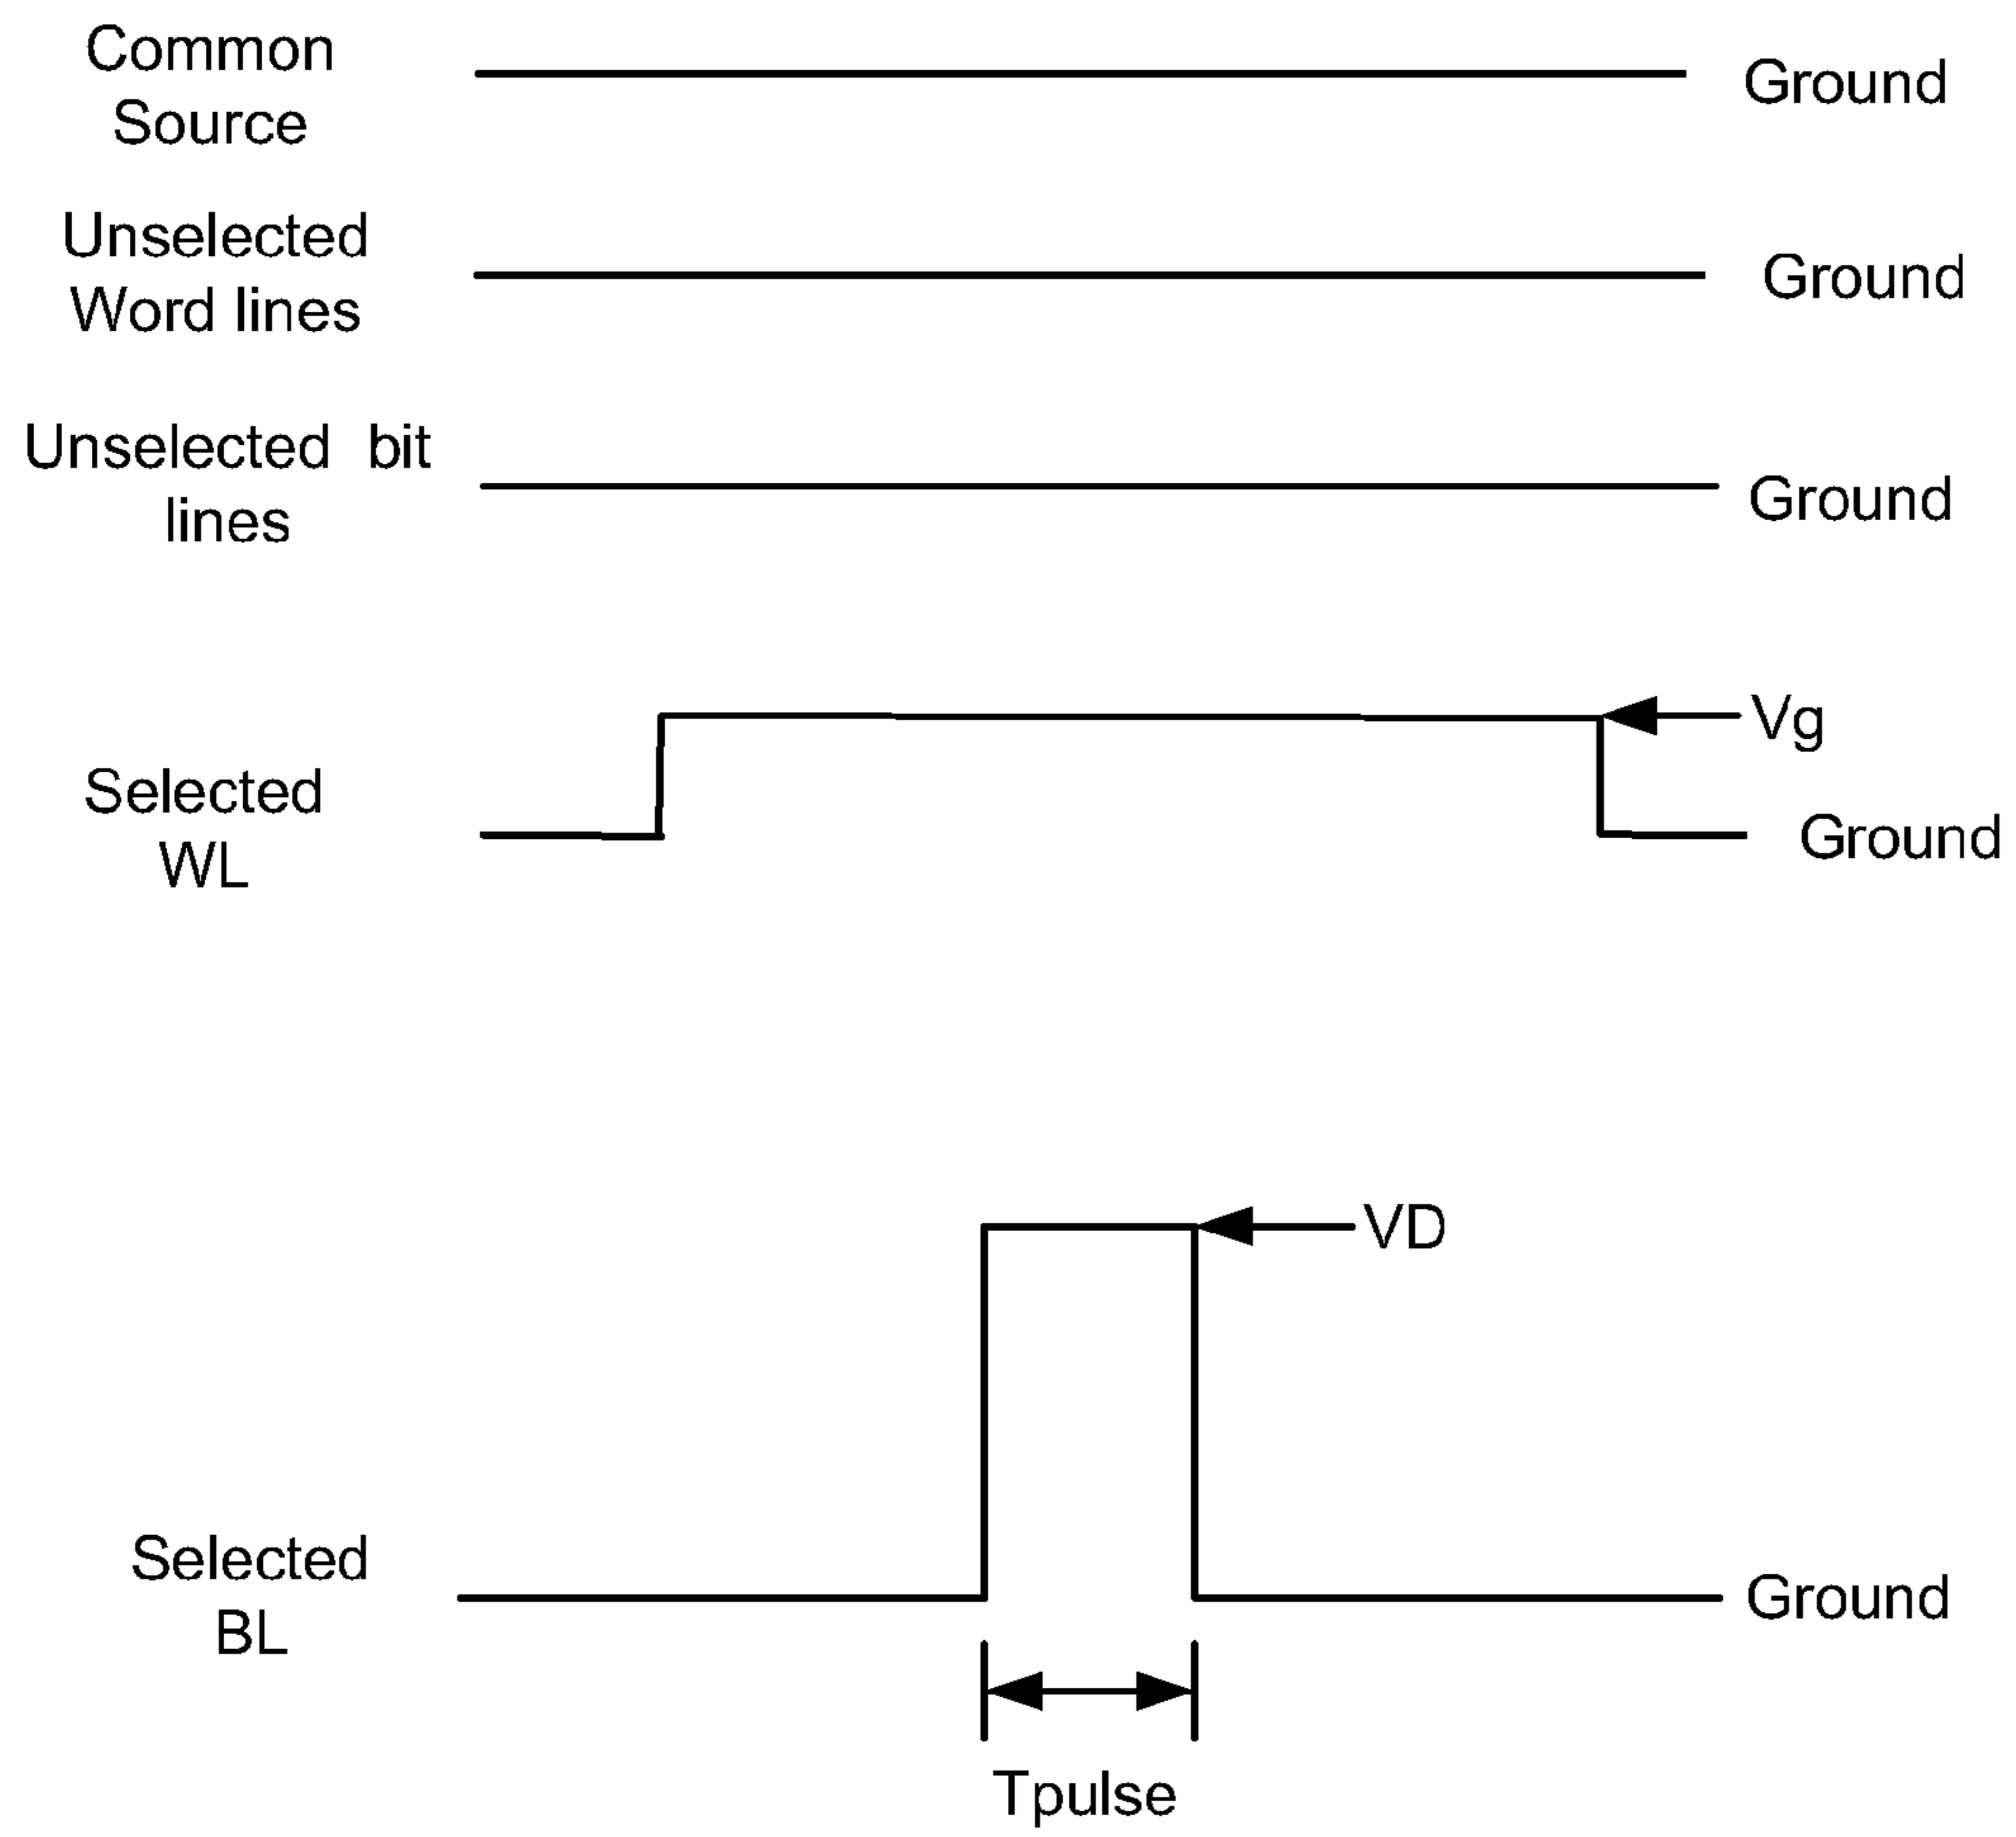 Common
Source
Ground
Unselected
Word lines
Ground
Unselected bit
lines
Ground
Vg
Selected
WL
Ground
VD
Selected
BL
Ground
Tpulse